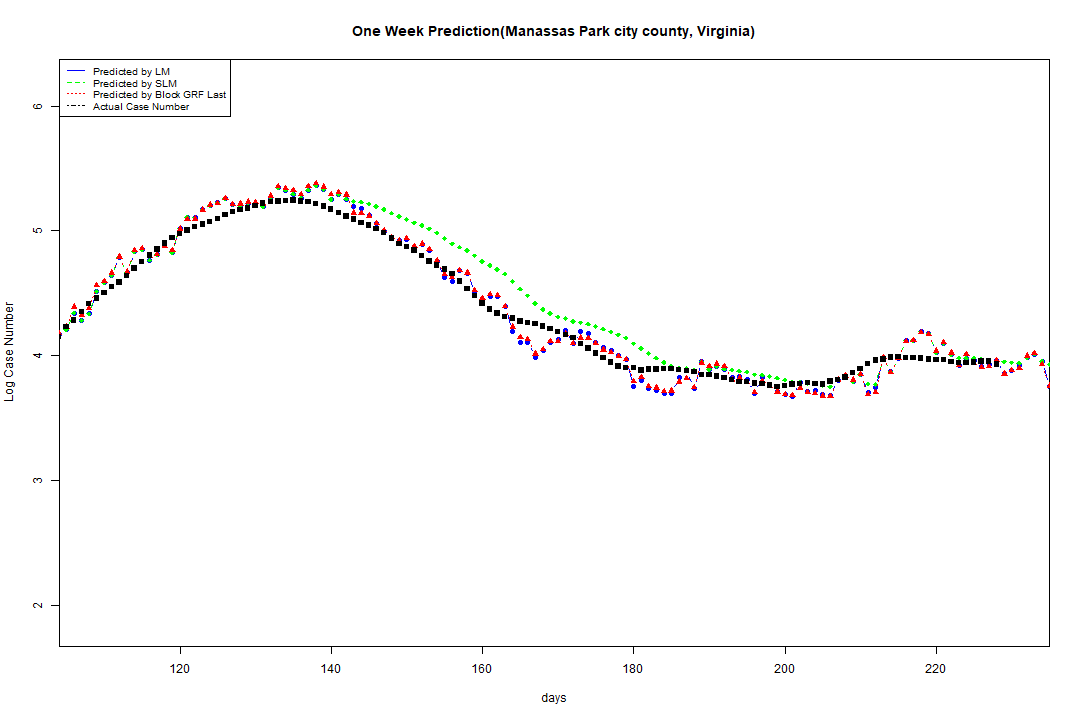 One Week Prediction(Manassas Park city county, Virginia)
Predicted by LM
Predicted by SLM
Predicted by Block GRF Last
Actual Case Number
6
5
4
3
2
Log Case Number
120 140 160 180 200 220
days